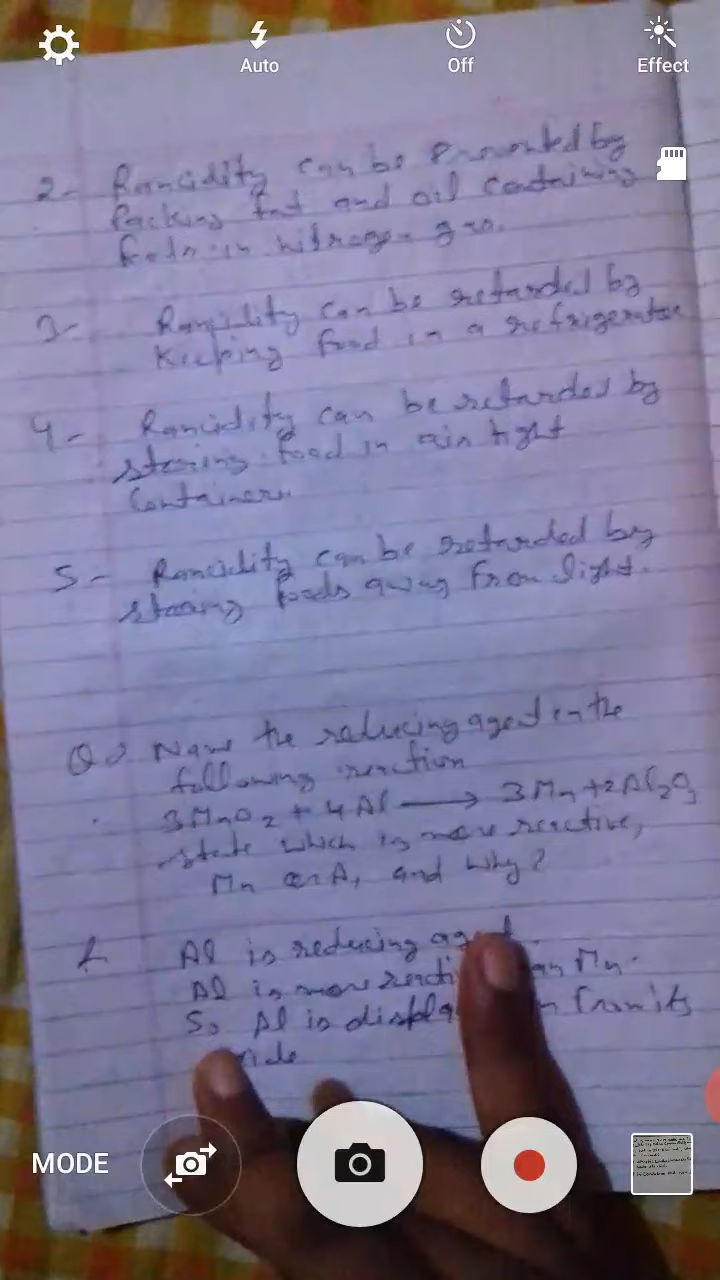 Auto
Off
Effect
2- Rancidity can be Prevented by
Packing fat and oil containing
foods in nitrogen gas.
3- Rancidity can be retarded by
Keeping food in a refrigerator
4- Rancidity can be retarded by
storing food in air tight
Container.
5- Rancidity can be retarded by
storing foods away from light.
Q Name the reducing agent in the
following reaction
3MnO2 + 4Al → 3Mn + 2Al2O3
state which is more reactive,
Mn or Al and why?
Al is reducing
Al is more Mn.
So Al is from its
MODE